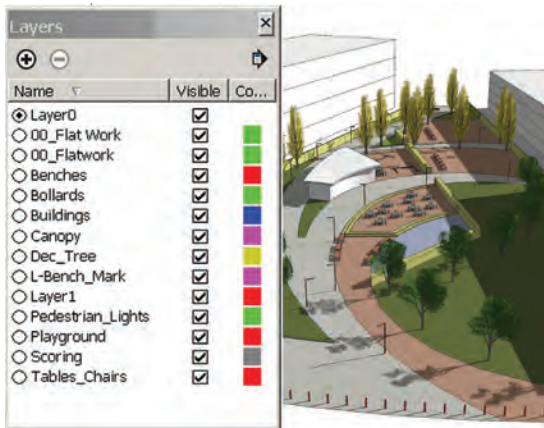 Layers
Name Visible Co...
Layer0
00_Flat Work
00_Flatwork
Benches
Bollards
Buildings
Canopy
Dec_Tree
L-Bench_Mark
Layer1
Pedestrian_Lights
Playground
Scoring
Tables_Chairs